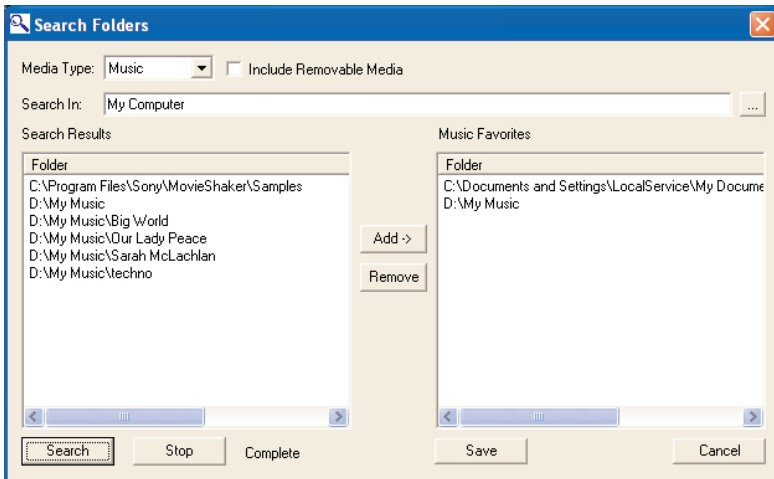 Search Folders
Media Type: Music Include Removable Media
Search In: My Computer ...
Search Results
Folder
C:\Program Files\Sony\MovieShaker\Samples
D:\My Music
D:\My Music\Big World
D:\My Music\Our Lady Peace
D:\My Music\Sarah McLachlan
D:\My Music\techno
Add ->
Remove
Music Favorites
Folder
C:\Documents and Settings\LocalService\My Docume
D:\My Music
Search Stop Complete Save Cancel